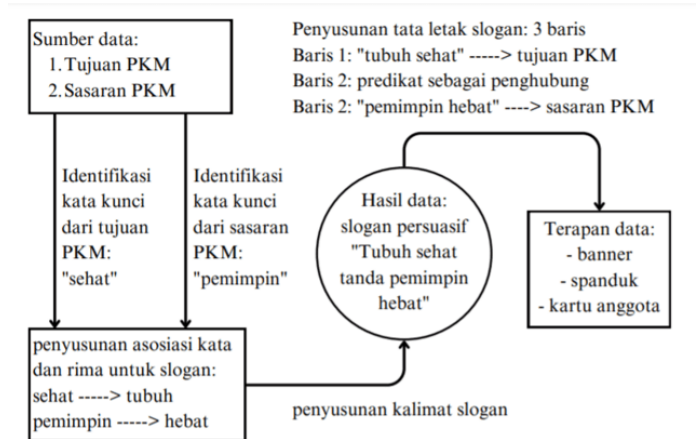 Sumber data:
1. Tujuan PKM
2. Sasaran PKM
Penyusunan tata letak slogan: 3 baris
Baris 1: "tubuh sehat" -----> tujuan PKM
Baris 2: predikat sebagai penghubung
Baris 2: "pemimpin hebat" ----> sasaran PKM
Identifikasi
kata kunci
dari tujuan
PKM:
"sehat"
Identifikasi
kata kunci
dari sasaran
PKM:
"pemimpin"
Hasil data:
slogan persuasif
"Tubuh sehat
tanda pemimpin
hebat"
Terapan data:
- banner
- spanduk
- kartu anggota
penyusunan asosiasi kata
dan rima untuk slogan:
sehat -----> tubuh
pemimpin -----> hebat
penyusunan kalimat slogan